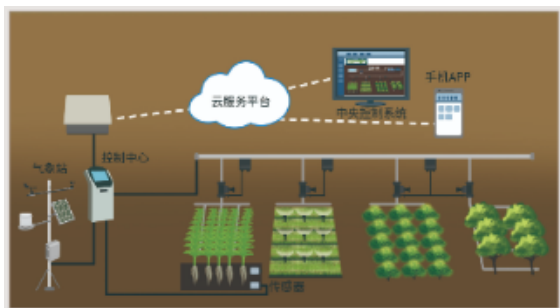 手机APP
云服务平台
中央控制系统
控制中心
气象站
传感器